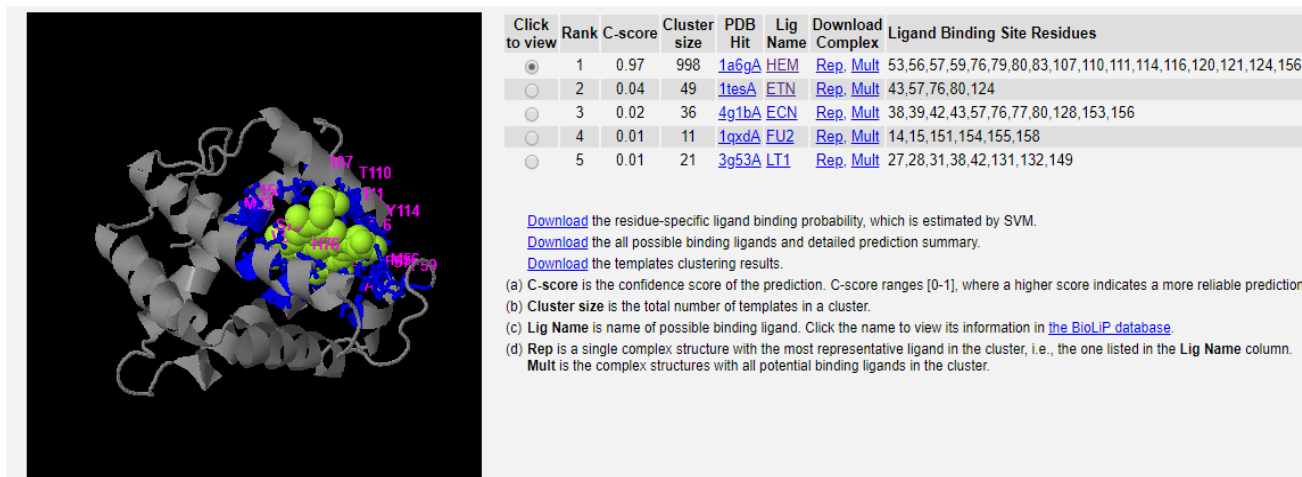 Click to view Rank C-score Cluster size PDB Hit Lig Name Download Complex Ligand Binding Site Residues
1 0.97 998 1a6gA HEM Rep, Mult 53,56,57,59,76,79,80,83,107,110,111,114,116,120,121,124,156
2 0.04 49 1tesA ETN Rep, Mult 43,57,76,80,124
3 0.02 36 4g1bA ECN Rep, Mult 38,39,42,43,57,76,77,80,128,153,156
4 0.01 11 1qxdA FU2 Rep, Mult 14,15,151,154,155,158
5 0.01 21 3g53A LT1 Rep, Mult 27,28,31,38,42,131,132,149
T110
Y114
H76
Download the residue-specific ligand binding probability, which is estimated by SVM.
Download the all possible binding ligands and detailed prediction summary.
Download the templates clustering results.
(a) C-score is the confidence score of the prediction. C-score ranges [0-1], where a higher score indicates a more reliable prediction
(b) Cluster size is the total number of templates in a cluster.
(c) Lig Name is name of possible binding ligand. Click the name to view its information in the BioLiP database.
(d) Rep is a single complex structure with the most representative ligand in the cluster, i.e., the one listed in the Lig Name column.
Mult is the complex structures with all potential binding ligands in the cluster.